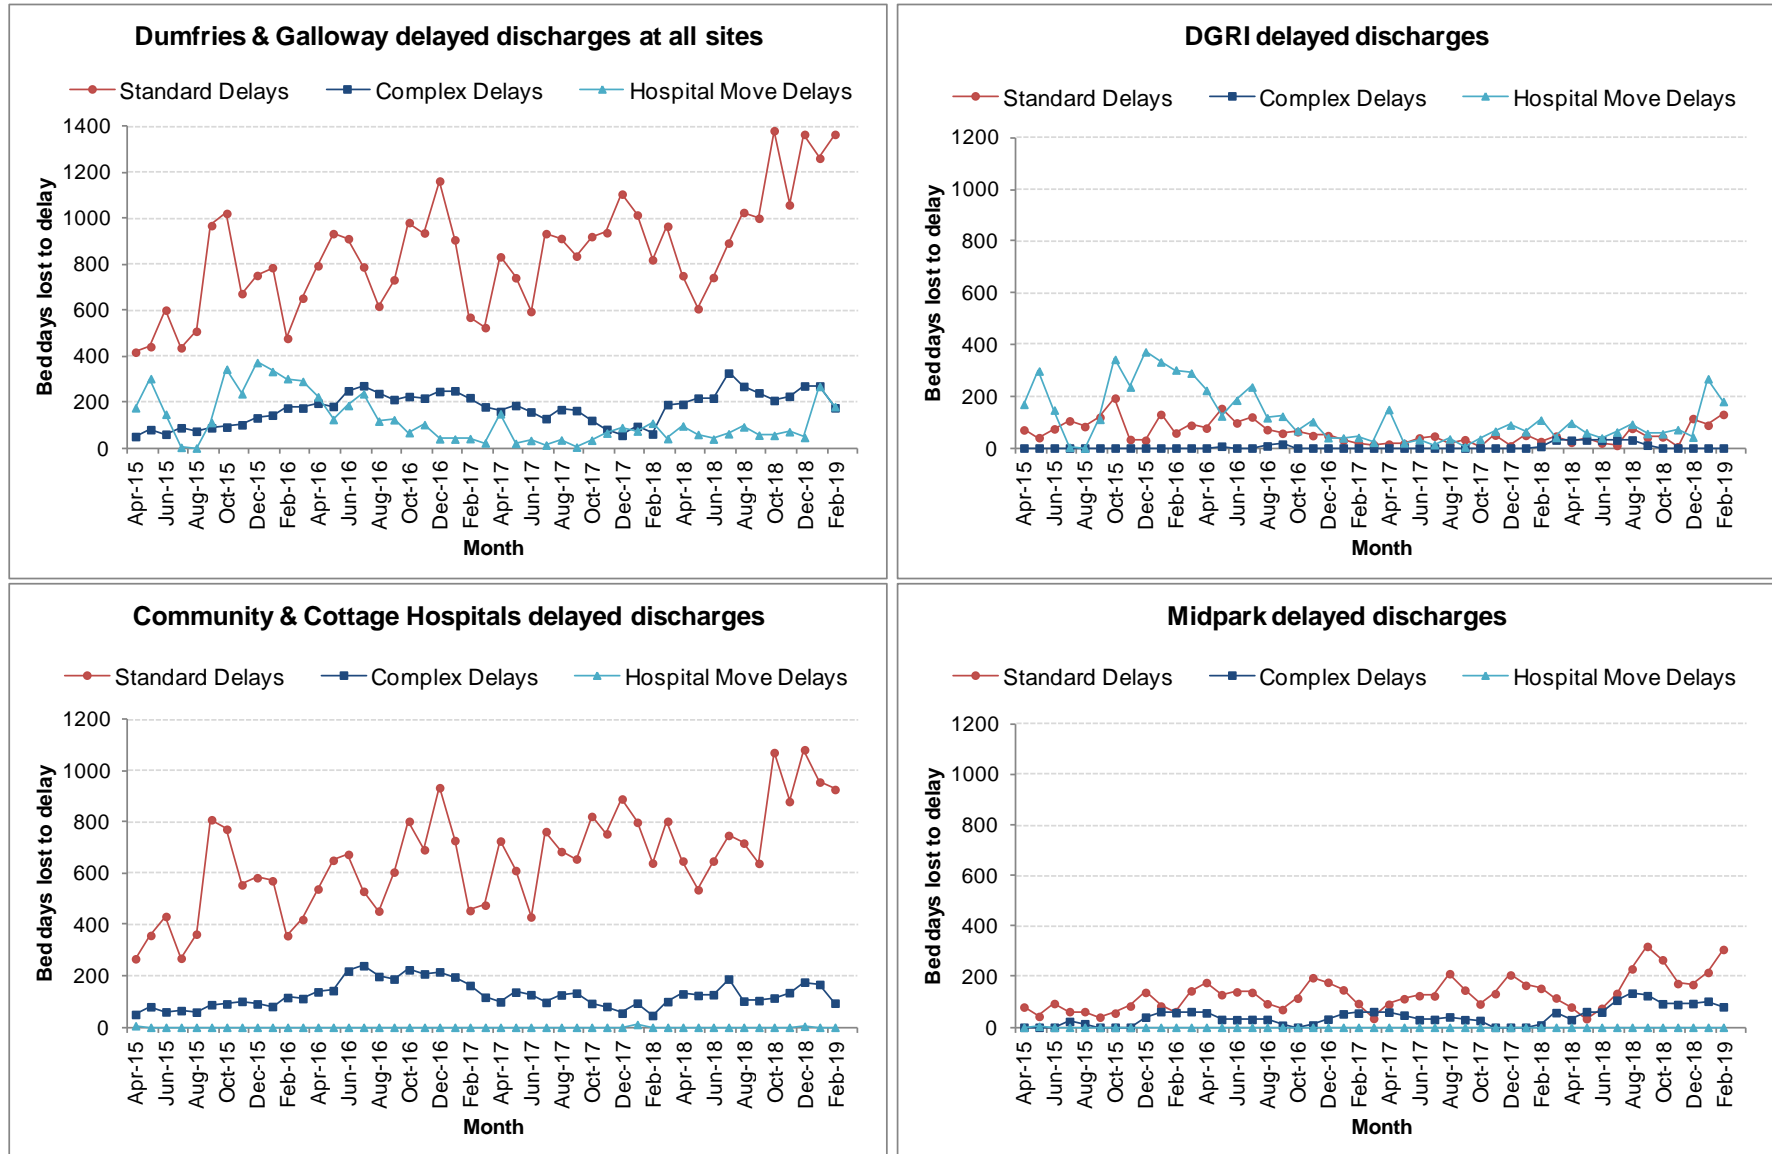 Dumfries & Galloway delayed discharges at all sites
Standard Delays Complex Delays Hospital Move Delays
Bed days lost to delay
1400
1200
1000
800
600
400
200
0
Apr-15 Jun-15 Aug-15 Oct-15 Dec-15 Feb-16 Apr-16 Jun-16 Aug-16 Oct-16 Dec-16 Feb-17 Apr-17 Jun-17 Aug-17 Oct-17 Dec-17 Feb-18 Apr-18 Jun-18 Aug-18 Oct-18 Dec-18 Feb-19
Month
DGRI delayed discharges
Standard Delays Complex Delays Hospital Move Delays
Bed days lost to delay
1200
1000
800
600
400
200
0
Apr-15 Jun-15 Aug-15 Oct-15 Dec-15 Feb-16 Apr-16 Jun-16 Aug-16 Oct-16 Dec-16 Feb-17 Apr-17 Jun-17 Aug-17 Oct-17 Dec-17 Feb-18 Apr-18 Jun-18 Aug-18 Oct-18 Dec-18 Feb-19
Month
Community & Cottage Hospitals delayed discharges
Standard Delays Complex Delays Hospital Move Delays
Bed days lost to delay
1200
1000
800
600
400
200
0
Apr-15 Jun-15 Aug-15 Oct-15 Dec-15 Feb-16 Apr-16 Jun-16 Aug-16 Oct-16 Dec-16 Feb-17 Apr-17 Jun-17 Aug-17 Oct-17 Dec-17 Feb-18 Apr-18 Jun-18 Aug-18 Oct-18 Dec-18 Feb-19
Month
Midpark delayed discharges
Standard Delays Complex Delays Hospital Move Delays
Bed days lost to delay
1200
1000
800
600
400
200
0
Apr-15 Jun-15 Aug-15 Oct-15 Dec-15 Feb-16 Apr-16 Jun-16 Aug-16 Oct-16 Dec-16 Feb-17 Apr-17 Jun-17 Aug-17 Oct-17 Dec-17 Feb-18 Apr-18 Jun-18 Aug-18 Oct-18 Dec-18 Feb-19
Month